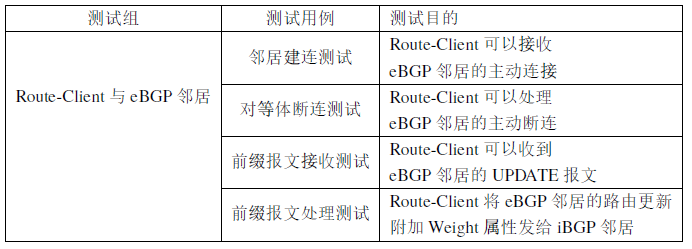 测试组 测试用例 测试目的
Route-Client 与 eBGP 邻居
邻居建连测试
Route-Client 可以接收
eBGP 邻居的主动连接
对等体断连测试
Route-Client 可以处理
eBGP 邻居的主动断连
前缀报文接收测试
Route-Client 可以收到
eBGP 邻居的 UPDATE 报文
前缀报文处理测试
Route-Client 将 eBGP 邻居的路由更新
附加 Weight 属性发给 iBGP 邻居